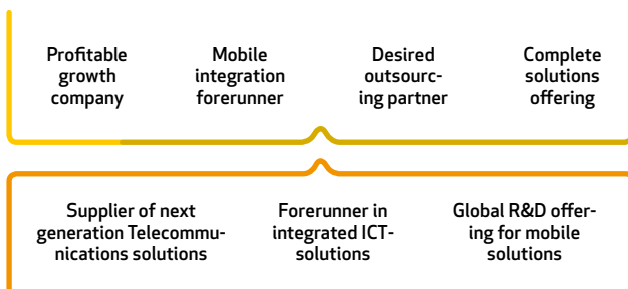 Profitable
growth
company
Mobile
integration
forerunner
Desired
outsourc-
ing partner
Complete
solutions
offering
Supplier of next
generation Telecommu-
nications solutions
Forerunner in
integrated ICT-
solutions
Global R&D offer-
ing for mobile
solutions